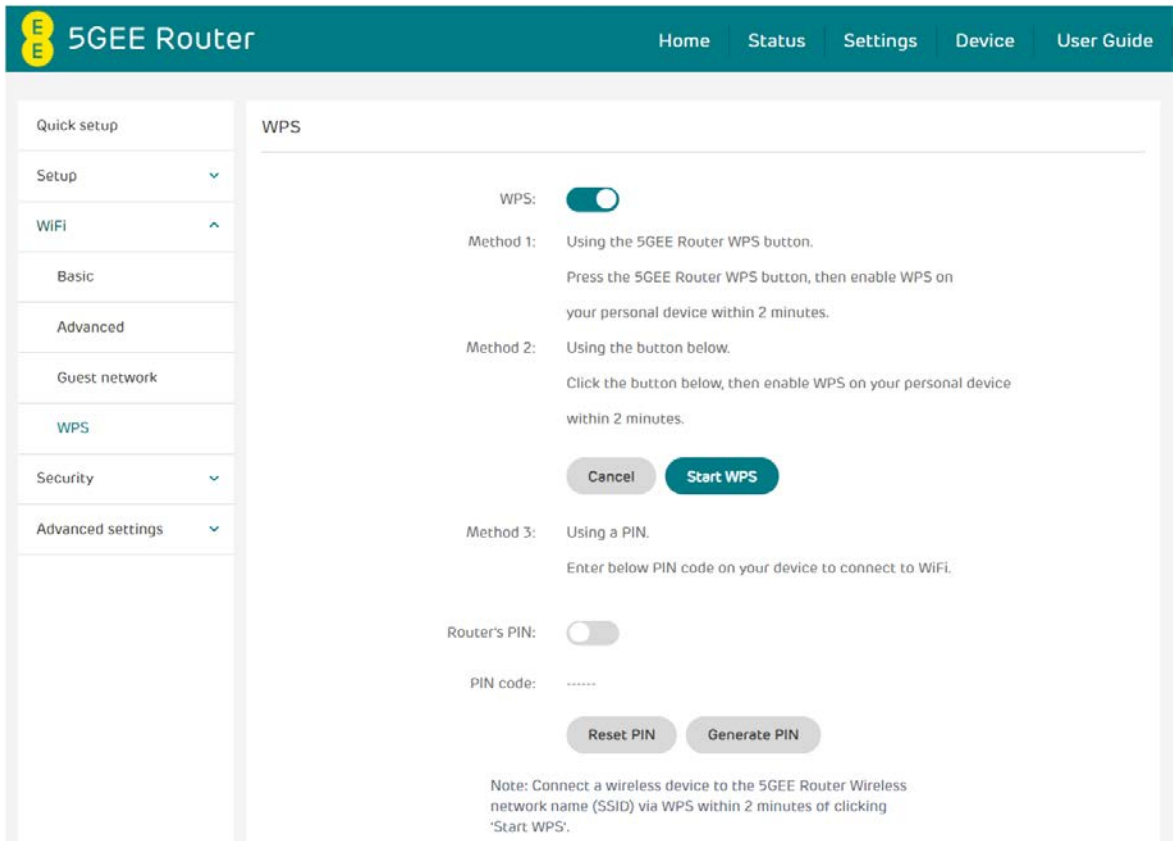 E
E
5GEE Router
Home
Status
Settings
Device
User Guide
Quick setup
Setup
WiFi
Basic
Advanced
Guest network
WPS
Security
Advanced settings
WPS
WPS:
Method 1: Using the 5GEE Router WPS button.
Press the 5GEE Router WPS button, then enable WPS on
your personal device within 2 minutes.
Method 2: Using the button below.
Click the button below, then enable WPS on your personal device
within 2 minutes.
Cancel
Start WPS
Method 3: Using a PIN.
Enter below PIN code on your device to connect to WiFi.
Router's PIN:
PIN code: ------
Reset PIN
Generate PIN
Note: Connect a wireless device to the 5GEE Router Wireless
network name (SSID) via WPS within 2 minutes of clicking
'Start WPS'.